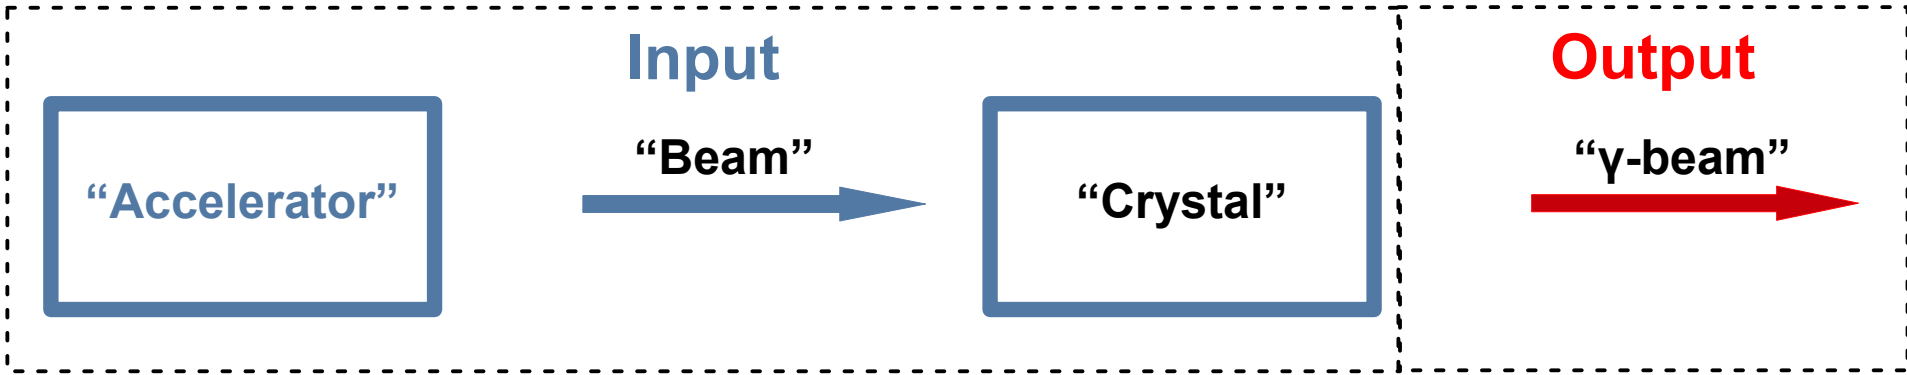 Input
Output
“Accelerator”
“Beam”
“Crystal”
“γ-beam”